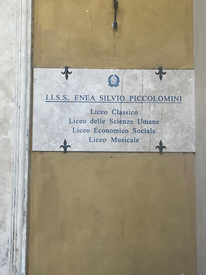 I.I.S.S. ENEA SILVIO PICCOLOMINI
Liceo Classico
Liceo delle Scienze Umane
Liceo Economico Sociale
Liceo Musicale